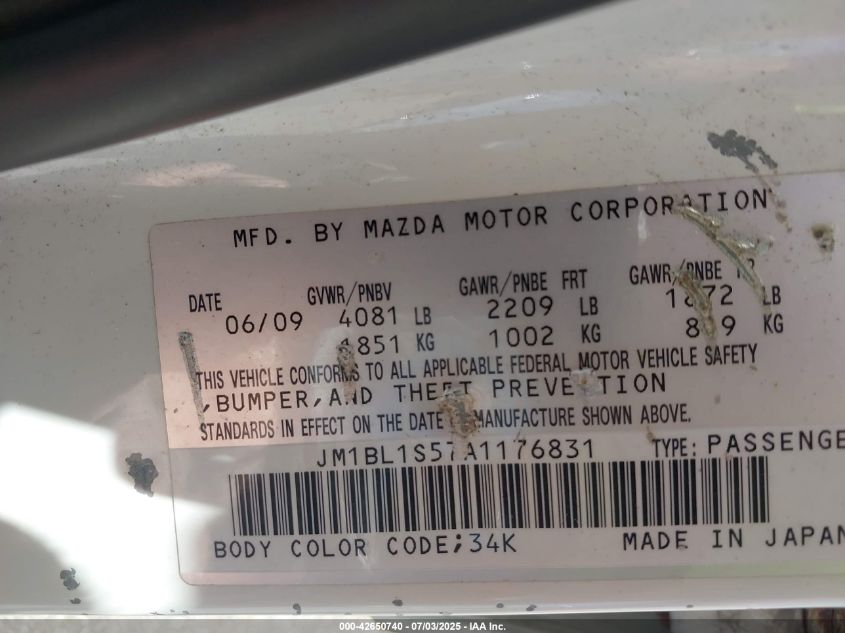 MFD. BY MAZDA MOTOR CORPORATION
DATE GVWR/PNBV GAWR/PNBE FRT GAWR/PNBE
06/09 4081 LB 2209 LB LB
1851 KG 1002 KG KG
THIS VEHICLE CONFORMS TO ALL APPLICABLE FEDERAL MOTOR VEHICLE SAFETY
,BUMPER,AND THEFT PREVENTION
STANDARDS IN EFFECT ON THE DATE MANUFACTURE SHOWN ABOVE.
JM1BL1S57A1176831 TYPE: PASSENGE
BODY COLOR CODE;34K MADE IN JAPAN
000-42650740 - 07/03/2025 - IAA Inc.